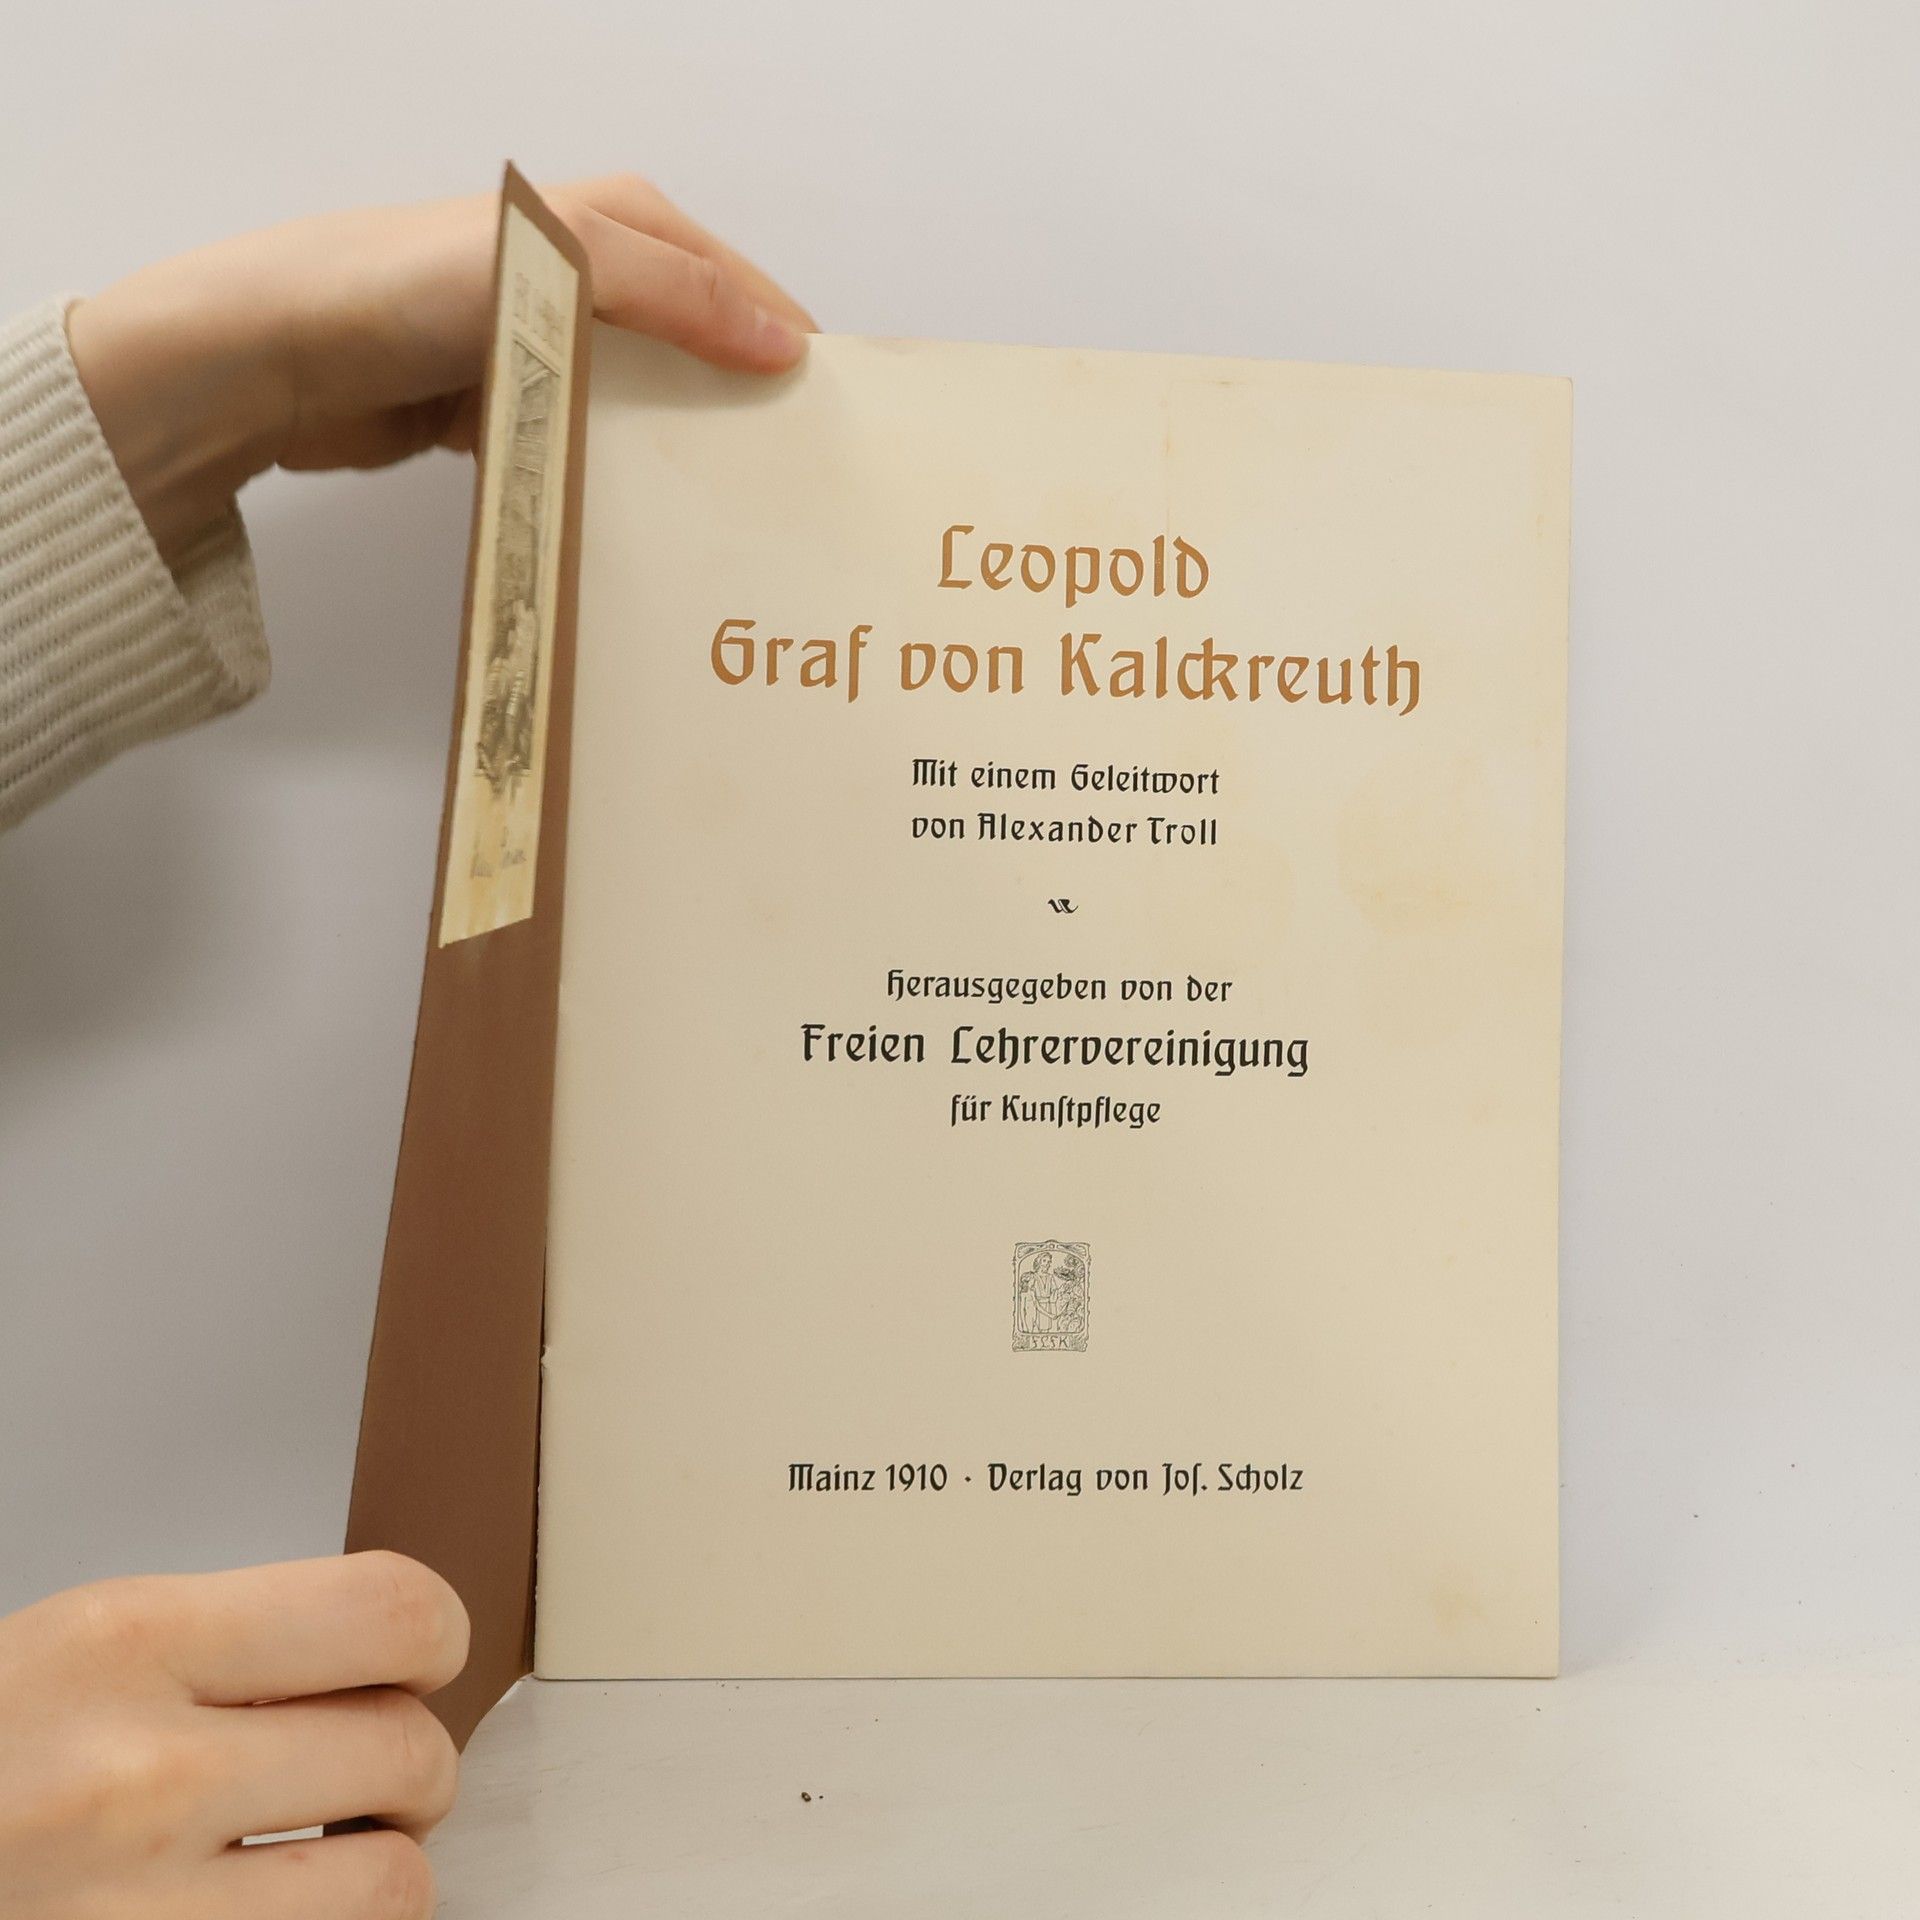 Leopold
Graf von Kalckreuth
Mit einem Geleitwort
von Alexander Troll
Herausgegeben von der
Freien Lehrervereinigung
für Kunſtpflege
FLFK
Mainz 1910 · Verlag von Joſ. Scholz